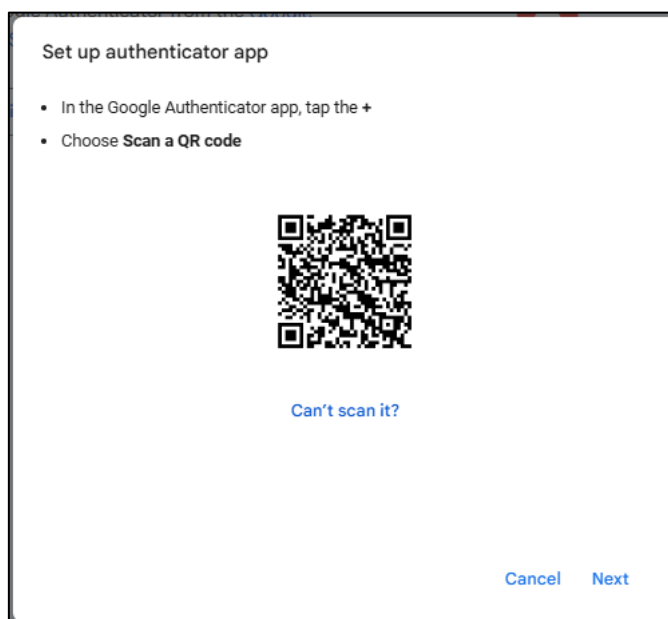 Set up authenticator app
• In the Google Authenticator app, tap the +
• Choose Scan a QR code
Can't scan it?
Cancel Next